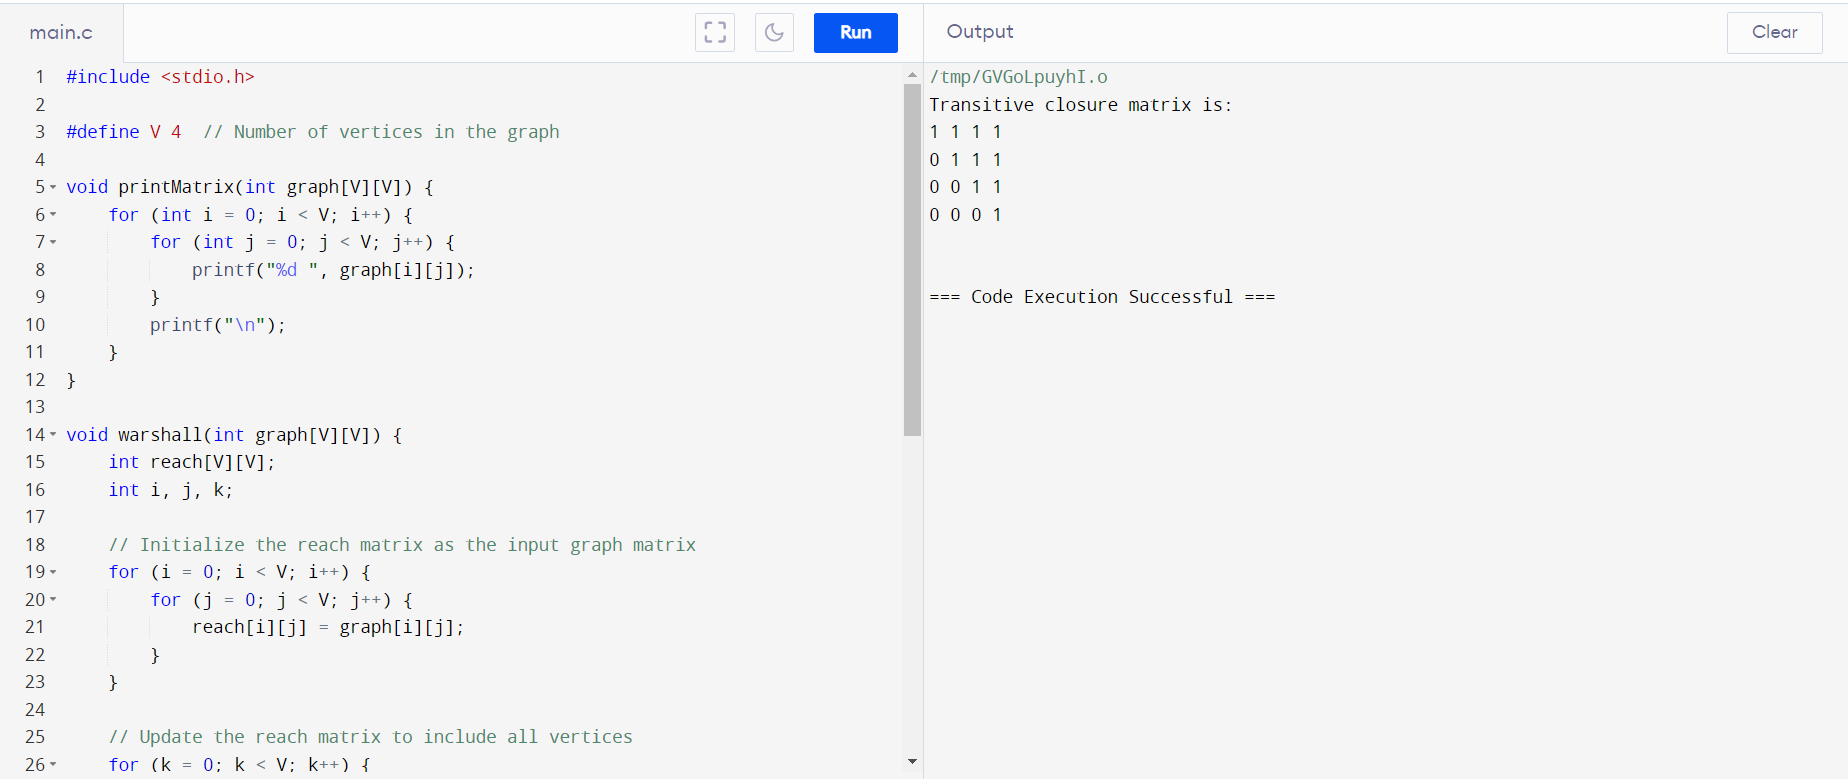 main.c
Run
1 #include <stdio.h>
2
3 #define V 4  // Number of vertices in the graph
4
5 void printMatrix(int graph[V][V]) {
6     for (int i = 0; i < V; i++) {
7         for (int j = 0; j < V; j++) {
8             printf("%d ", graph[i][j]);
9         }
10         printf("\n");
11     }
12 }
13
14 void warshall(int graph[V][V]) {
15     int reach[V][V];
16     int i, j, k;
17
18     // Initialize the reach matrix as the input graph matrix
19     for (i = 0; i < V; i++) {
20         for (j = 0; j < V; j++) {
21             reach[i][j] = graph[i][j];
22         }
23     }
24
25     // Update the reach matrix to include all vertices
26     for (k = 0; k < V; k++) {
Output
Clear
/tmp/GVGoLpuyhI.o
Transitive closure matrix is:
1 1 1 1
0 1 1 1
0 0 1 1
0 0 0 1
=== Code Execution Successful ===